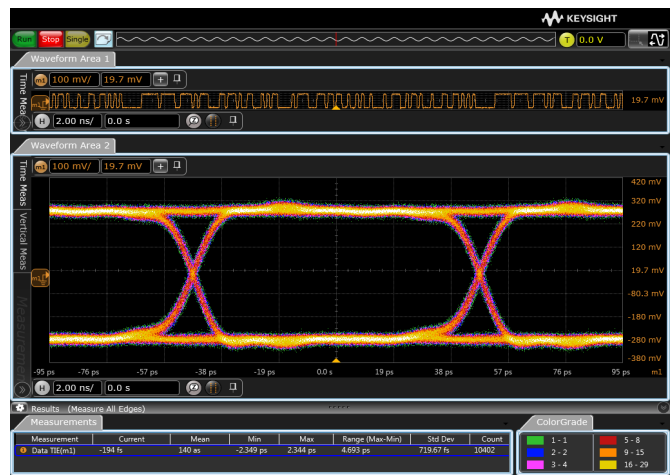 KEYSIGHT
Run Stop Single T 0.0 V
Waveform Area 1
m1 100 mV/ 19.7 mV +
Time Meas
19.7 mV
H 2.00 ns/ 0.0 s
Waveform Area 2
m1 100 mV/ 19.7 mV +
Time Meas
Vertical Meas
420 mV
320 mV
220 mV
120 mV
19.7 mV
-80.3 mV
-180 mV
-280 mV
-380 mV
-95 ps -76 ps -57 ps -38 ps -19 ps 0.0 s 19 ps 38 ps 57 ps 76 ps 95 ps m1
H 2.00 ns/ 0.0 s
Results (Measure All Edges)
Measurements
Measurement Current Mean Min Max Range (Max-Min) Std Dev Count
Data TIE(m1) -194 fs 140 as -2.349 ps 2.344 ps 4.693 ps 719.67 fs 10402
ColorGrade
1 - 1 5 - 8
2 - 2 9 - 15
3 - 4 16 - 29